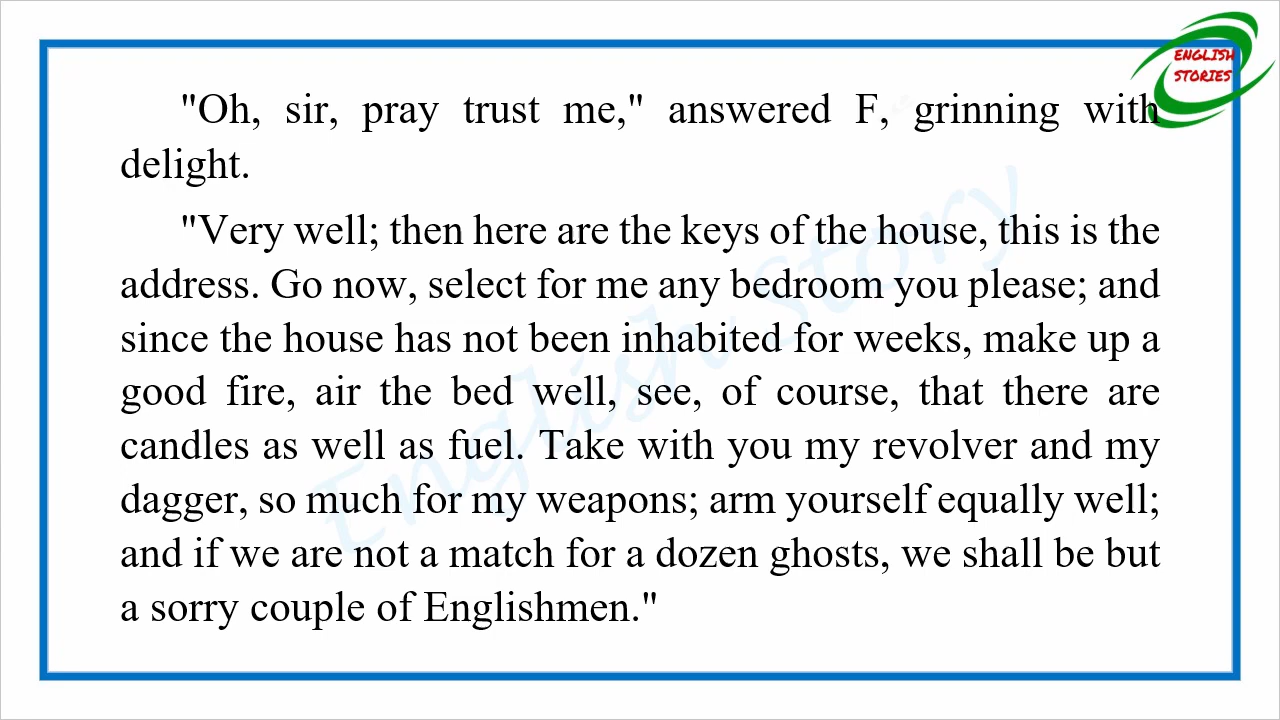 ENGLISH
STORIES
"Oh, sir, pray trust me," answered F, grinning with
delight.
"Very well; then here are the keys of the house, this is the
address. Go now, select for me any bedroom you please; and
since the house has not been inhabited for weeks, make up a
good fire, air the bed well, see, of course, that there are
candles as well as fuel. Take with you my revolver and my
dagger, so much for my weapons; arm yourself equally well;
and if we are not a match for a dozen ghosts, we shall be but
a sorry couple of Englishmen."
English Story